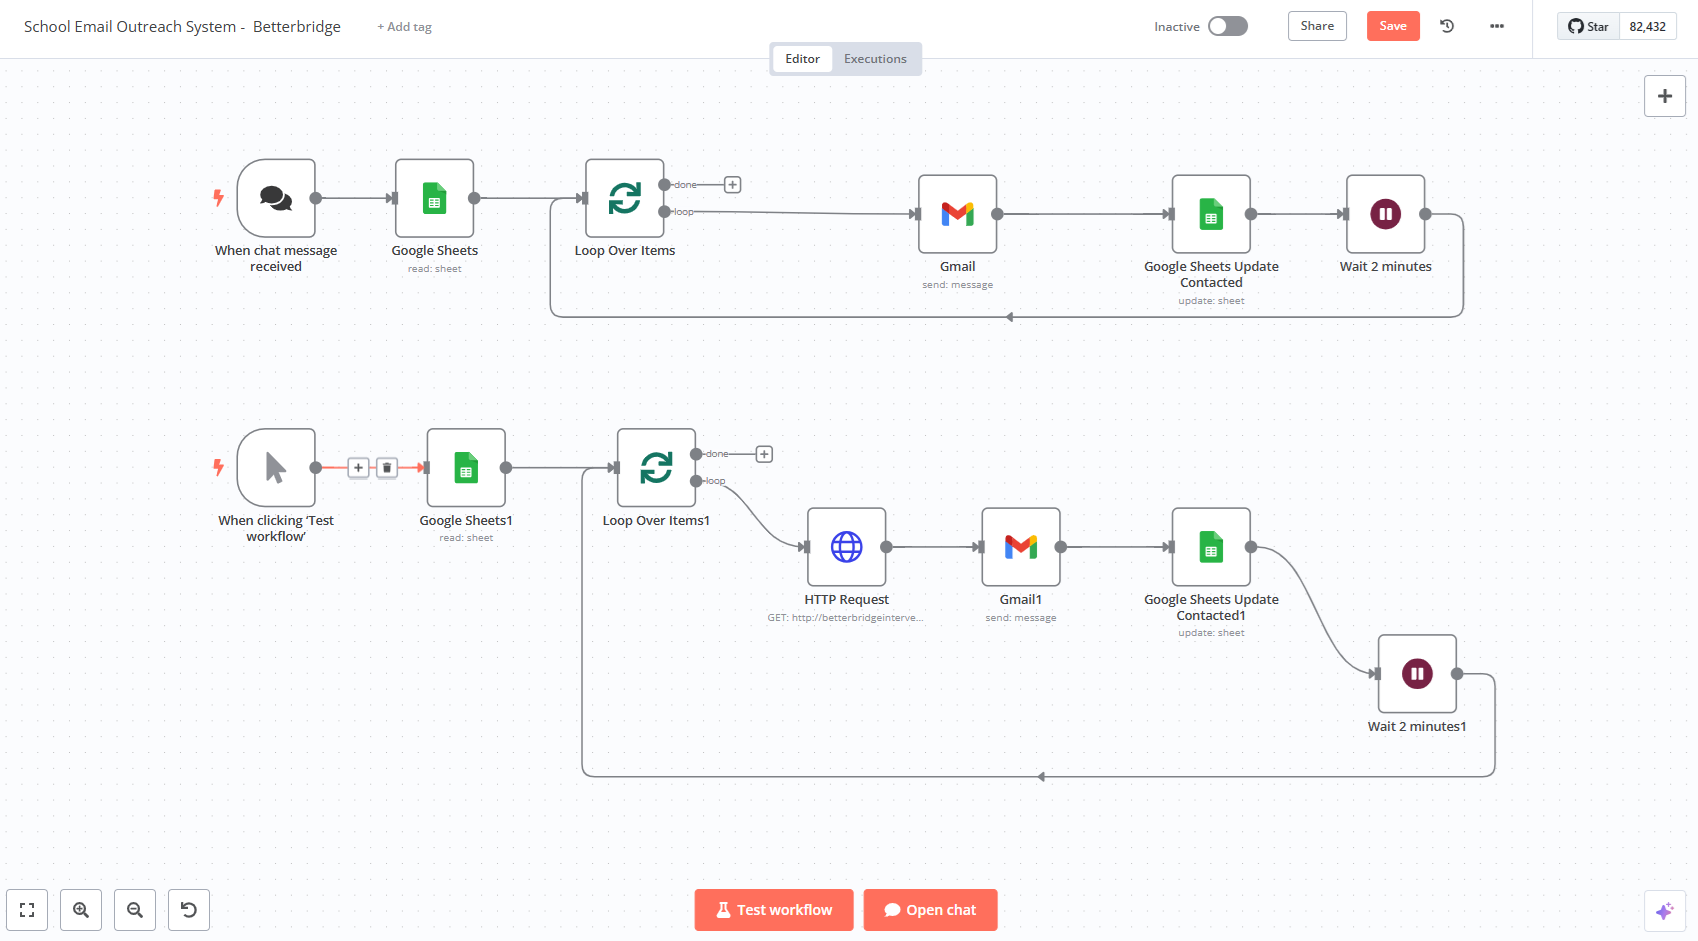 School Email Outreach System -  Betterbridge
+ Add tag
Inactive
Share
Save
Star
82,432
Editor
Executions
When chat message
received
Google Sheets
read: sheet
Loop Over Items
done
loop
Gmail
send: message
Google Sheets Update
Contacted
update: sheet
Wait 2 minutes
When clicking ‘Test
workflow’
Google Sheets1
read: sheet
Loop Over Items1
done
loop
HTTP Request
GET: http://betterbridgeinterve...
Gmail1
send: message
Google Sheets Update
Contacted1
update: sheet
Wait 2 minutes1
Test workflow
Open chat